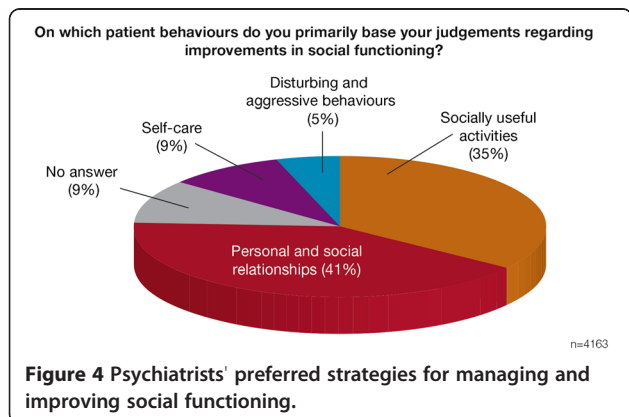 On which patient behaviours do you primarily base your judgements regarding
improvements in social functioning?
Disturbing and
aggressive behaviours
(5%)
Socially useful
activities
(35%)
Self-care
(9%)
No answer
(9%)
Personal and social
relationships (41%)
n=4163
Figure 4 Psychiatrists' preferred strategies for managing and
improving social functioning.